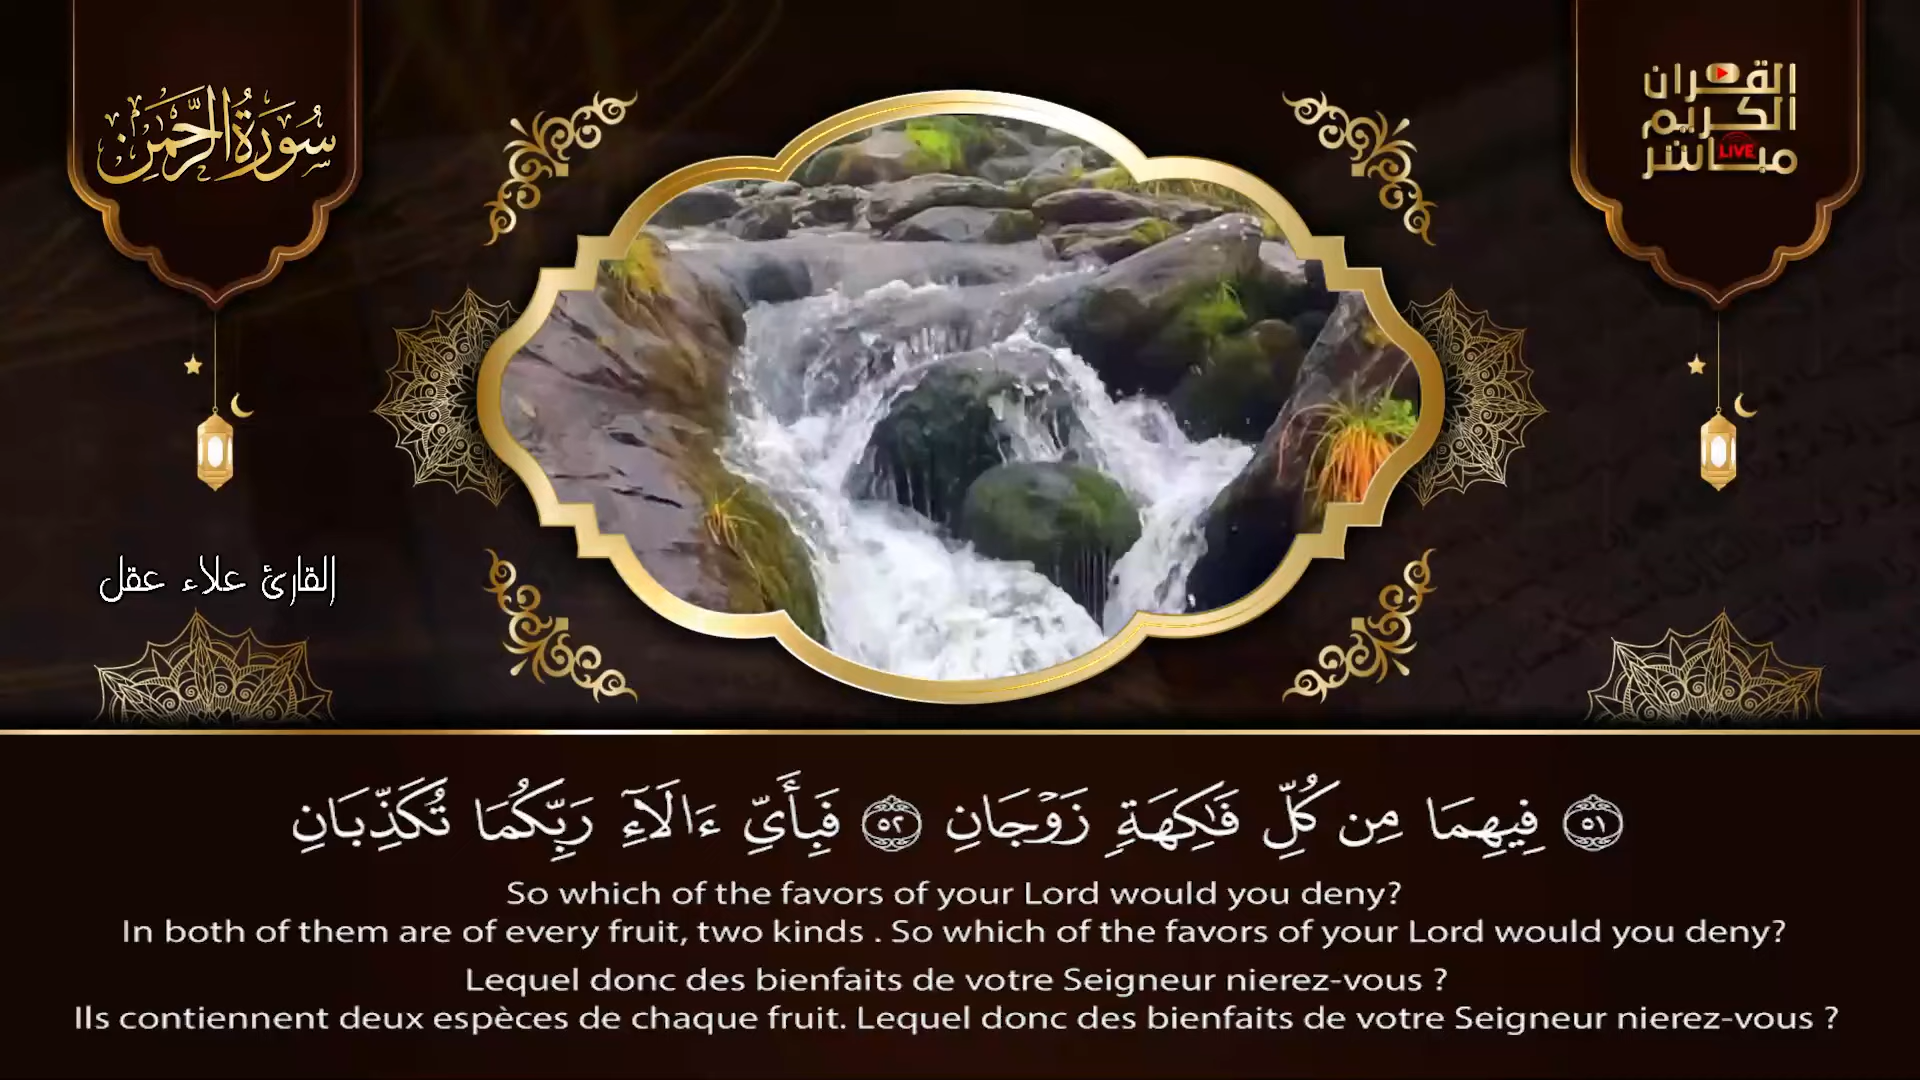 سُورَةُ الرَّحْمَٰن
القران
الكريم
مباشر
LIVE
القارئ علاء عقل
۝٥١ فِيهِمَا مِن كُلِّ فَٰكِهَةٍ زَوْجَانِ ۝٥٢ فَبِأَىِّ ءَالَآءِ رَبِّكُمَا تُكَذِّبَانِ
So which of the favors of your Lord would you deny?
In both of them are of every fruit, two kinds . So which of the favors of your Lord would you deny?
Lequel donc des bienfaits de votre Seigneur nierez-vous ?
Ils contiennent deux espèces de chaque fruit. Lequel donc des bienfaits de votre Seigneur nierez-vous ?